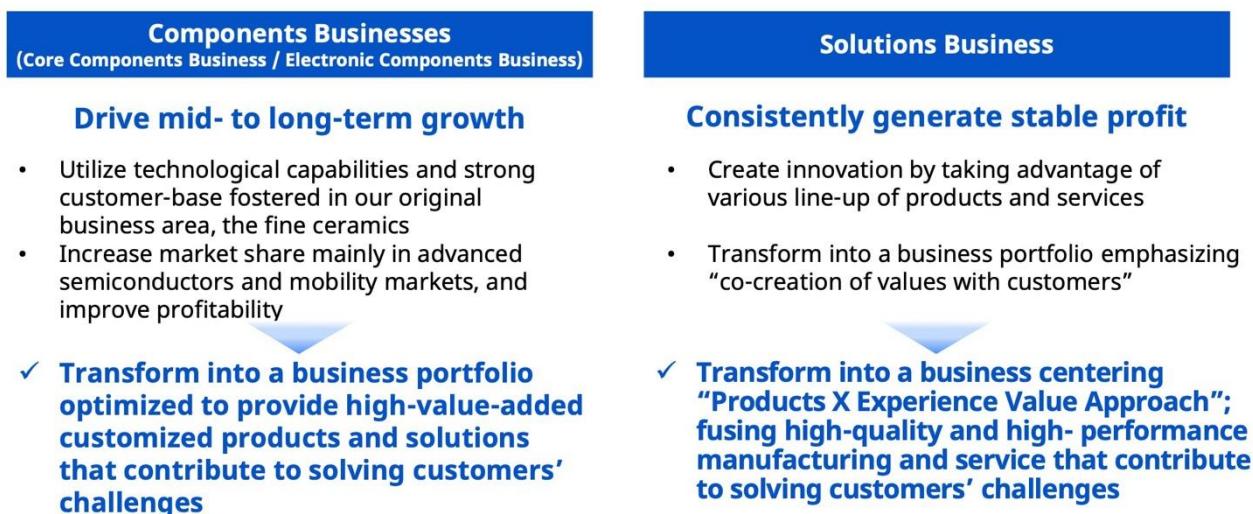 Components Businesses
(Core Components Business / Electronic Components Business)
Drive mid- to long-term growth
• Utilize technological capabilities and strong
customer-base fostered in our original
business area, the fine ceramics
• Increase market share mainly in advanced
semiconductors and mobility markets, and
improve profitability
✓ Transform into a business portfolio
optimized to provide high-value-added
customized products and solutions
that contribute to solving customers’
challenges
Solutions Business
Consistently generate stable profit
• Create innovation by taking advantage of
various line-up of products and services
• Transform into a business portfolio emphasizing
“co-creation of values with customers”
✓ Transform into a business centering
“Products X Experience Value Approach”;
fusing high-quality and high- performance
manufacturing and service that contribute
to solving customers’ challenges